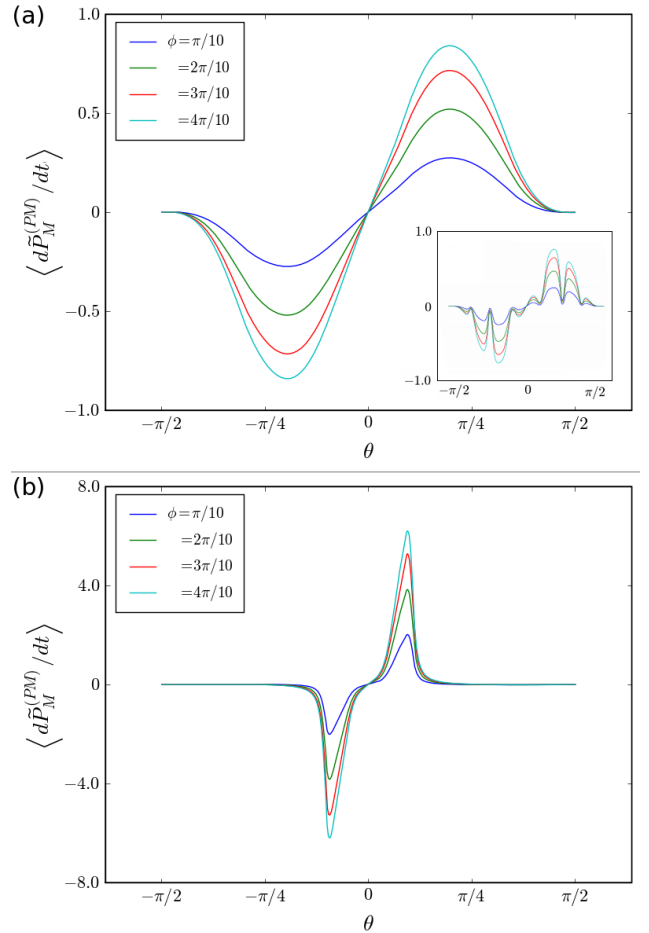 (a)
1.0
0.5
0
−0.5
−1.0
⟨dP̃_M^(PM)/dt⟩
ϕ=π/10
=2π/10
=3π/10
=4π/10
1.0
0
−1.0
−π/2 0 π/2
−π/2 −π/4 0 π/4 π/2
θ
(b)
8.0
4.0
0
−4.0
−8.0
⟨dP̃_M^(PM)/dt⟩
ϕ=π/10
=2π/10
=3π/10
=4π/10
−π/2 −π/4 0 π/4 π/2
θ